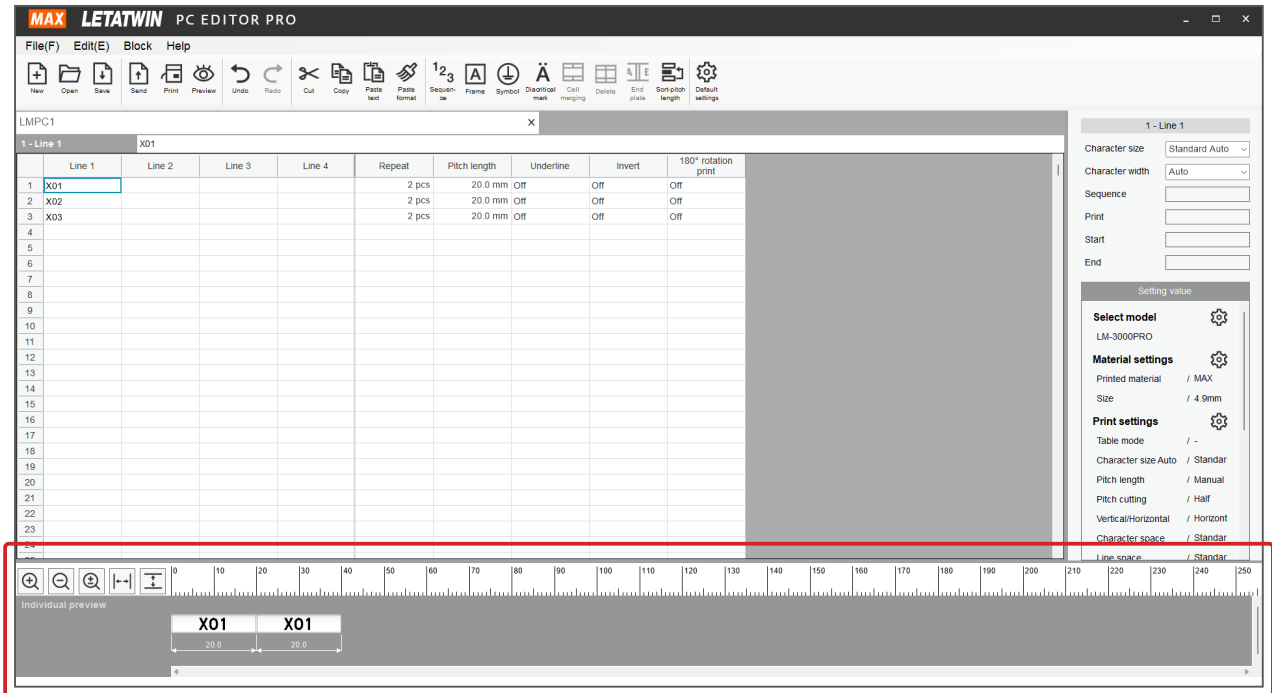 MAX LETATWIN PC EDITOR PRO
File(F) Edit(E) Block Help
New Open Save Send Print Preview Undo Redo Cut Copy Paste text Paste format Sequence Frame Symbol Diacritical mark Cell merging Delete End plate Sort-pitch length Default settings
LMPC1
1 - Line 1 X01
Line 1 Line 2 Line 3 Line 4 Repeat Pitch length Underline Invert 180° rotation print
1 X01 2 pcs 20.0 mm Off Off Off
2 X02 2 pcs 20.0 mm Off Off Off
3 X03 2 pcs 20.0 mm Off Off Off
4
5
6
7
8
9
10
11
12
13
14
15
16
17
18
19
20
21
22
23
24
1 - Line 1
Character size Standard Auto
Character width Auto
Sequence
Print
Start
End
Setting value
Select model
LM-3000PRO
Material settings
Printed material / MAX
Size / 4.9mm
Print settings
Table mode / -
Character size Auto / Standar
Pitch length / Manual
Pitch cutting / Half
Vertical/Horizontal / Horizont
Character space / Standar
Line space / Standar
0 10 20 30 40 50 60 70 80 90 100 110 120 130 140 150 160 170 180 190 200 210 220 230 240 250
Individual preview
X01 X01
20.0 20.0